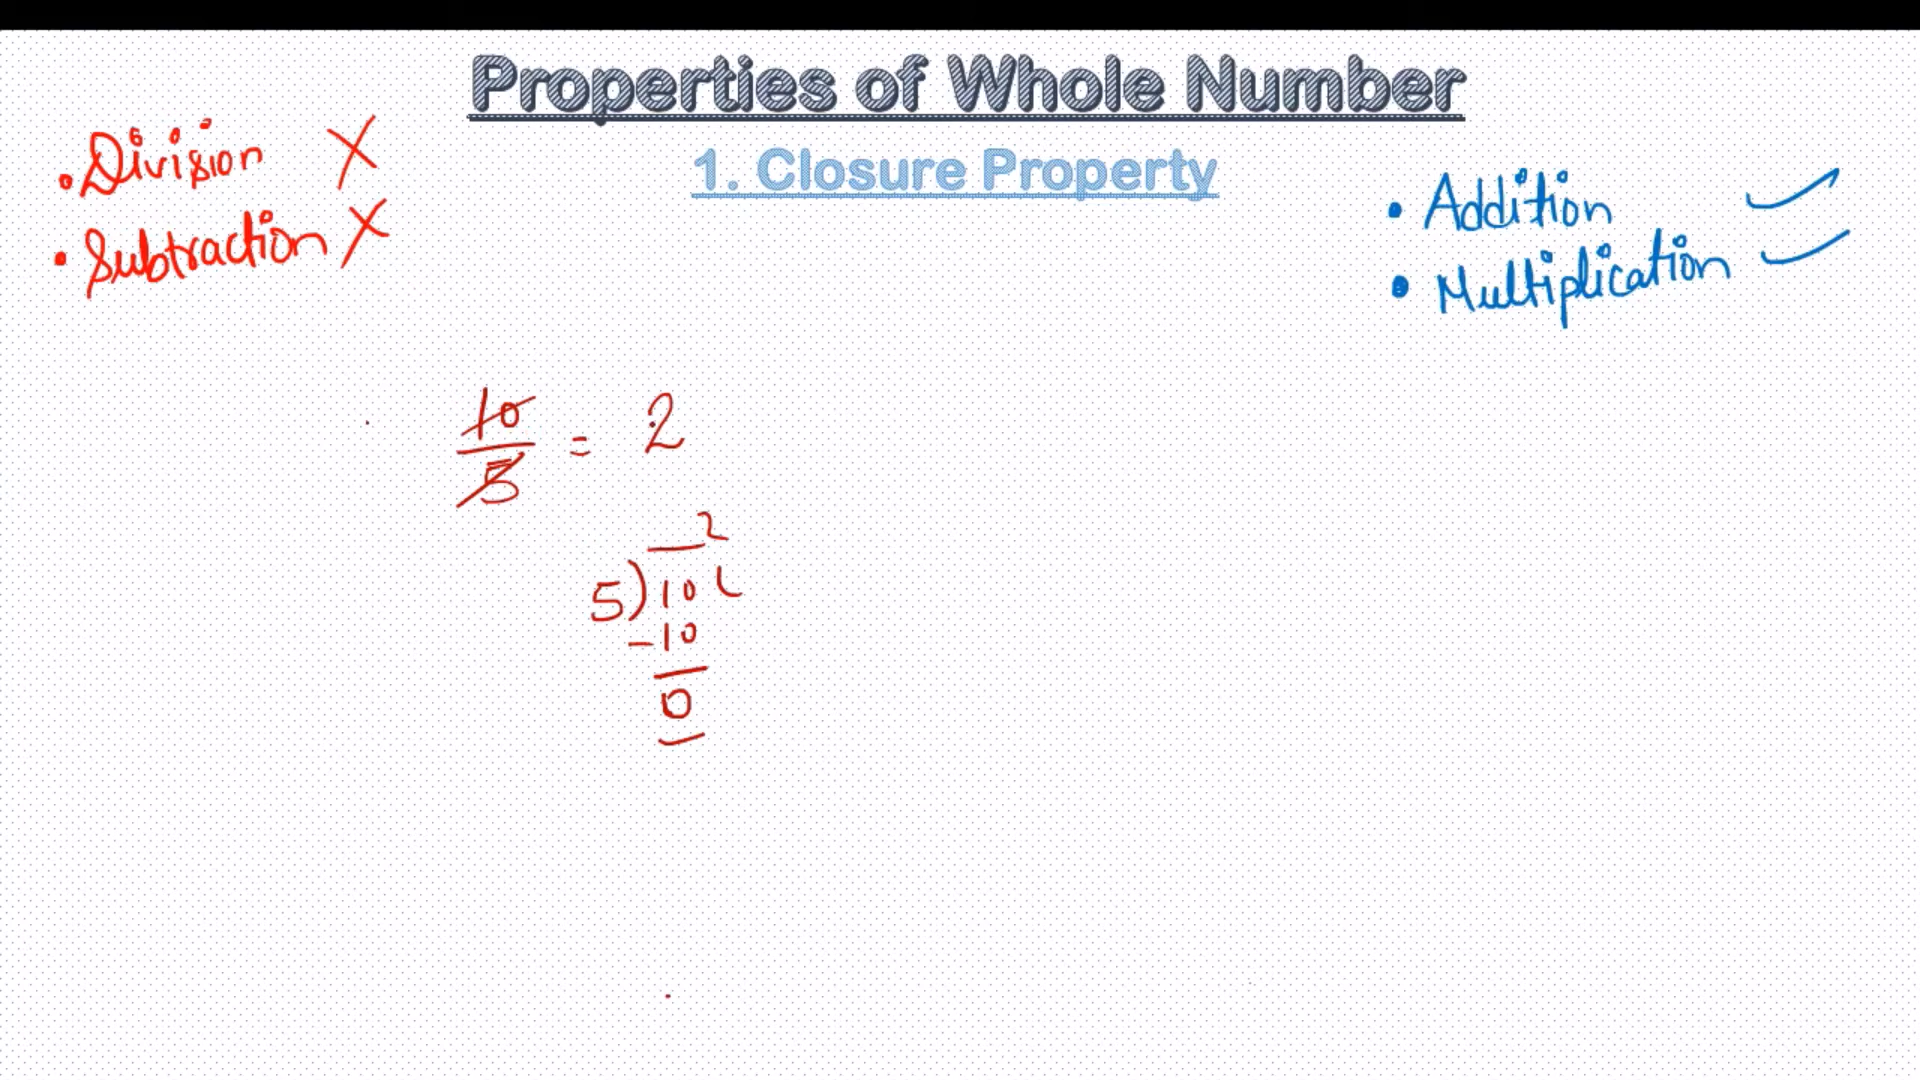 Properties of Whole Number
1. Closure Property
• Division X
• Subtraction X
• Addition ✓
• Multiplication ✓
10/5 = 2
2
5)10(
-10
0